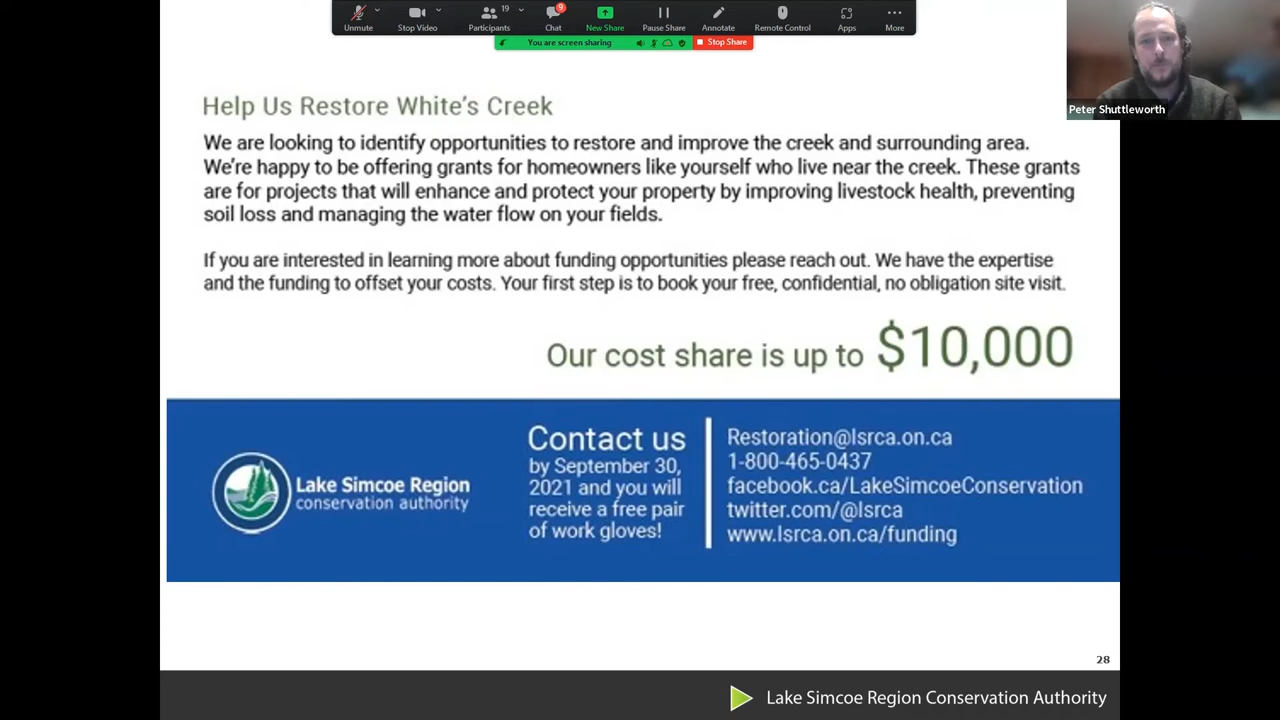 Unmute
Stop Video
Participants
19
Chat
9
New Share
Pause Share
Annotate
Remote Control
Apps
More
You are screen sharing
Stop Share
Peter Shuttleworth
Help Us Restore White's Creek
We are looking to identify opportunities to restore and improve the creek and surrounding area.
We're happy to be offering grants for homeowners like yourself who live near the creek. These grants
are for projects that will enhance and protect your property by improving livestock health, preventing
soil loss and managing the water flow on your fields.
If you are interested in learning more about funding opportunities please reach out. We have the expertise
and the funding to offset your costs. Your first step is to book your free, confidential, no obligation site visit.
Our cost share is up to $10,000
Lake Simcoe Region
conservation authority
Contact us
by September 30,
2021 and you will
receive a free pair
of work gloves!
Restoration@lsrca.on.ca
1-800-465-0437
facebook.ca/LakeSimcoeConservation
twitter.com/@lsrca
www.lsrca.on.ca/funding
28
Lake Simcoe Region Conservation Authority